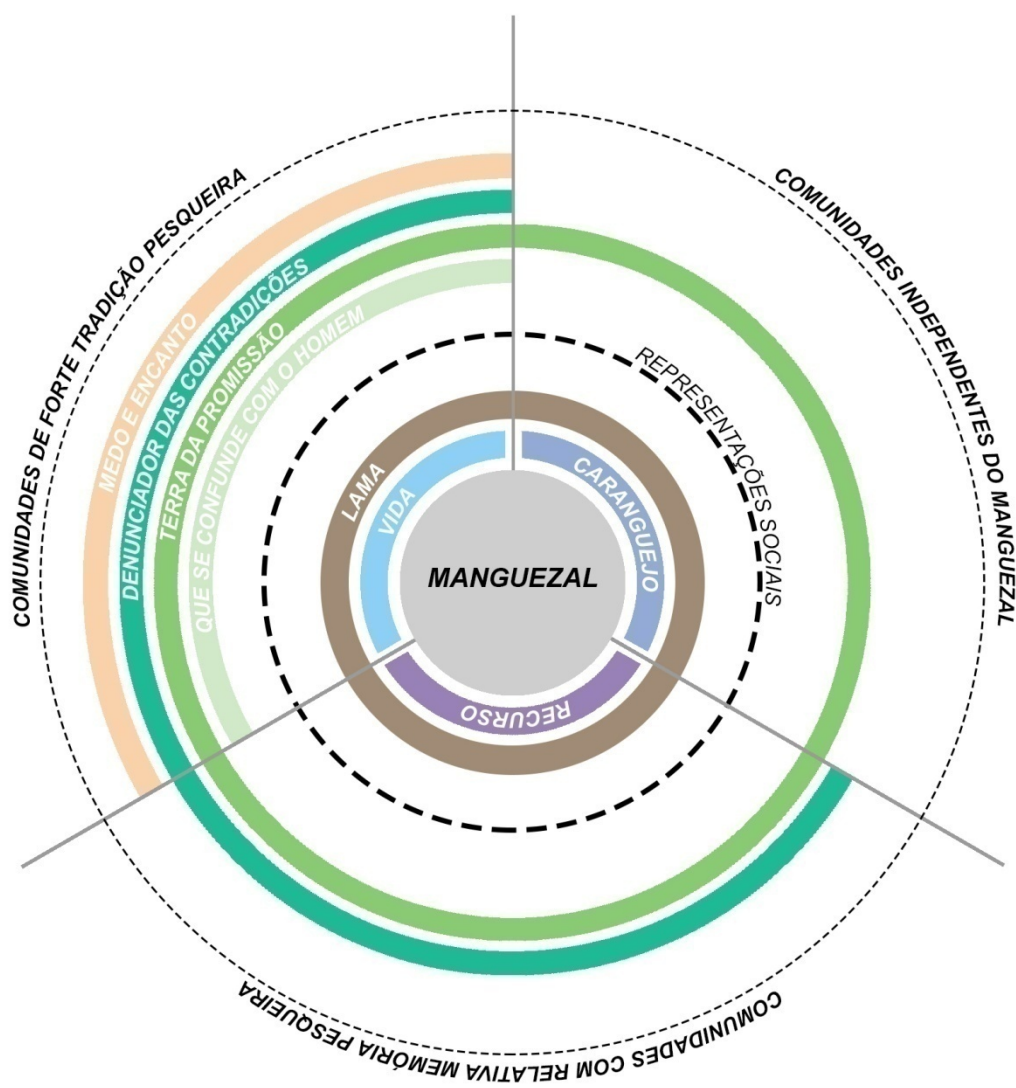 COMUNIDADES DE FORTE TRADIÇÃO PESQUEIRA
COMUNIDADES INDEPENDENTES DO MANGUEZAL
MEDO E ENCANTO
DENUNCIADOR DAS CONTRADIÇÕES
TERRA DA PROMISSÃO
QUE SE CONFUNDE COM O HOMEM
REPRESENTAÇÕES SOCIAIS
LAMA
VIDA
CARANGUEJO
MANGUEZAL
RECURSO
COMUNIDADES COM RELATIVA MEMÓRIA PESQUEIRA